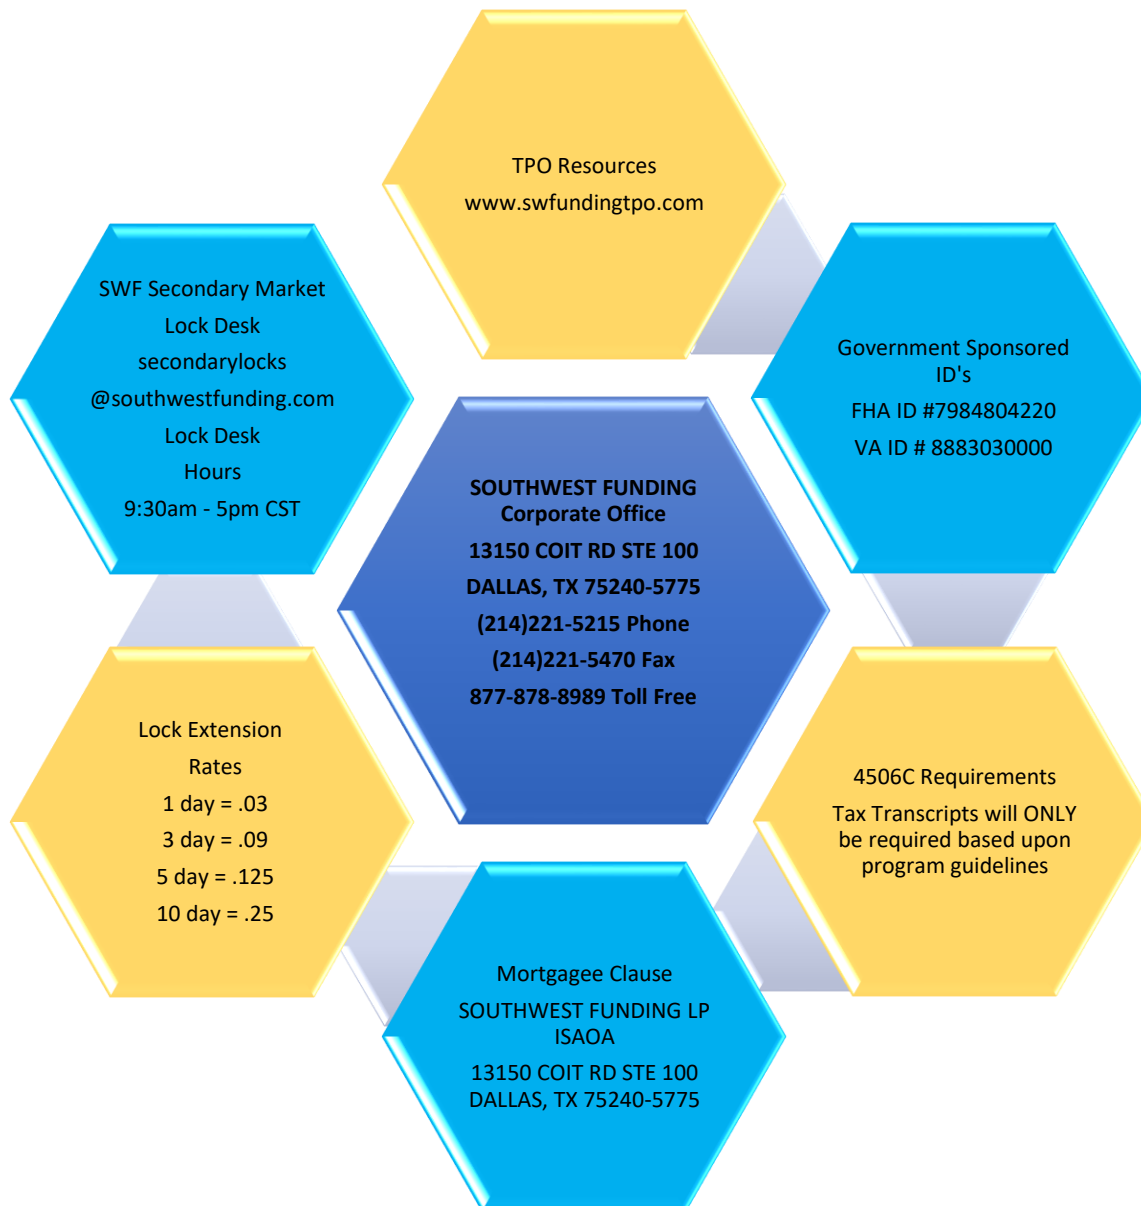 TPO Resources
www.swfundingtpo.com
SWF Secondary Market
Lock Desk
secondarylocks
@southwestfunding.com
Lock Desk
Hours
9:30am - 5pm CST
Government Sponsored
ID's
FHA ID #7984804220
VA ID # 8883030000
SOUTHWEST FUNDING
Corporate Office
13150 COIT RD STE 100
DALLAS, TX 75240-5775
(214)221-5215 Phone
(214)221-5470 Fax
877-878-8989 Toll Free
Lock Extension
Rates
1 day = .03
3 day = .09
5 day = .125
10 day = .25
4506C Requirements
Tax Transcripts will ONLY
be required based upon
program guidelines
Mortgagee Clause
SOUTHWEST FUNDING LP
ISAOA
13150 COIT RD STE 100
DALLAS, TX 75240-5775